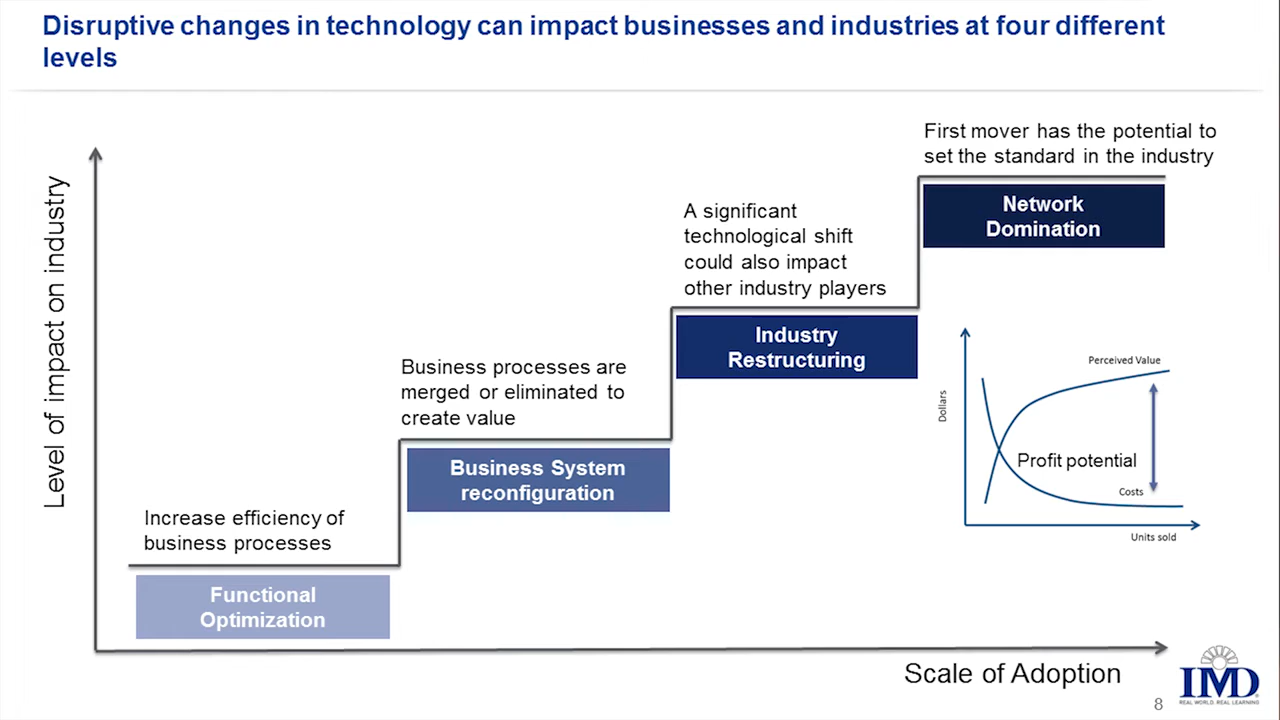 Disruptive changes in technology can impact businesses and industries at four different
levels
First mover has the potential to
set the standard in the industry
Network
Domination
A significant
technological shift
could also impact
other industry players
Industry
Restructuring
Business processes are
merged or eliminated to
create value
Business System
reconfiguration
Increase efficiency of
business processes
Functional
Optimization
Level of impact on industry
Scale of Adoption
Perceived Value
Dollars
Profit potential
Costs
Units sold
IMD
REAL WORLD. REAL LEARNING
8